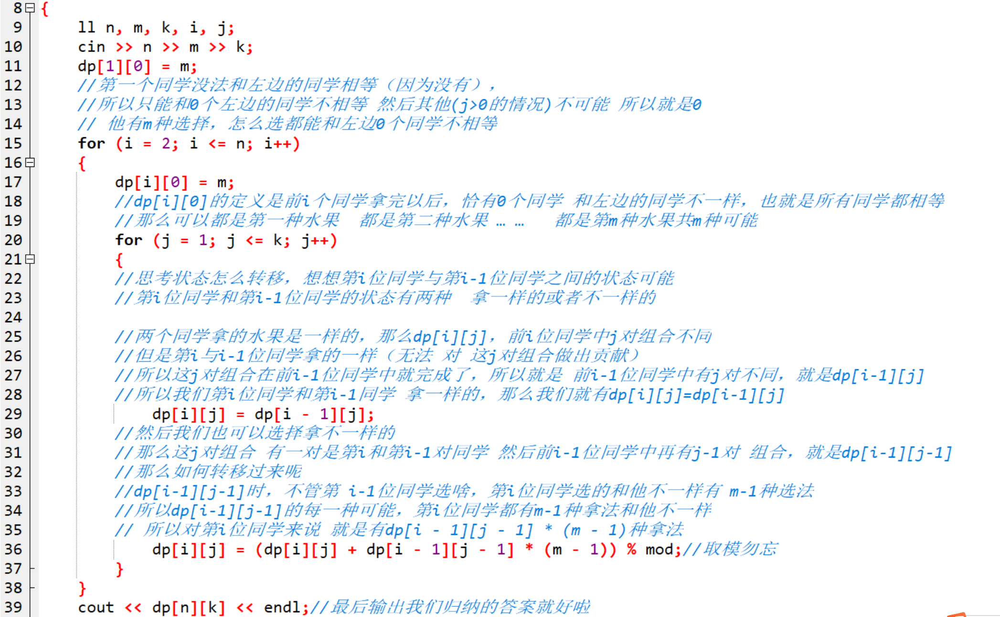 8 {
9 ll n, m, k, i, j;
10 cin >> n >> m >> k;
11 dp[1][0] = m;
12 //第一个同学没法和左边的同学相等（因为没有），
13 //所以只能和0个左边的同学不相等 然后其他(j>0的情况)不可能 所以就是0
14 // 他有m种选择，怎么选都能和左边0个同学不相等
15 for (i = 2; i <= n; i++)
16 {
17 dp[i][0] = m;
18 //dp[i][0]的定义是前i个同学拿完以后，恰有0个同学 和左边的同学不一样，也就是所有同学都相等
19 //那么可以都是第一种水果 都是第二种水果 … … 都是第m种水果共m种可能
20 for (j = 1; j <= k; j++)
21 {
22 //思考状态怎么转移，想想第i位同学与第i-1位同学之间的状态可能
23 //第i位同学和第i-1位同学的状态有两种 拿一样的或者不一样的
24
25 //两个同学拿的水果是一样的，那么dp[i][j]，前i位同学中j对组合不同
26 //但是第i与i-1位同学拿的一样（无法 对 这j对组合做出贡献）
27 //所以这j对组合在前i-1位同学中就完成了，所以就是 前i-1位同学中有j对不同，就是dp[i-1][j]
28 //所以我们第i位同学和第i-1同学 拿一样的，那么我们就有dp[i][j]=dp[i-1][j]
29 dp[i][j] = dp[i - 1][j];
30 //然后我们也可以选择拿不一样的
31 //那么这j对组合 有一对是第i和第i-1对同学 然后前i-1位同学中再有j-1对 组合，就是dp[i-1][j-1]
32 //那么如何转移过来呢
33 //dp[i-1][j-1]时，不管第 i-1位同学选啥，第i位同学选的和他不一样有 m-1种选法
34 //所以dp[i-1][j-1]的每一种可能，第i位同学都有m-1种拿法和他不一样
35 // 所以对第i位同学来说 就是有dp[i - 1][j - 1] * (m - 1)种拿法
36 dp[i][j] = (dp[i][j] + dp[i - 1][j - 1] * (m - 1)) % mod;//取模勿忘
37 }
38 }
39 cout << dp[n][k] << endl;//最后输出我们归纳的答案就好啦